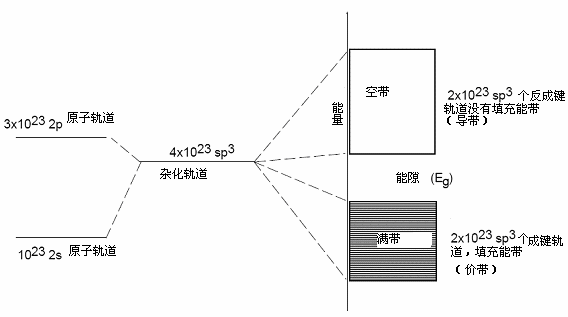 3x10²³ 2p 原子轨道
10²³ 2s 原子轨道
4x10²³ sp³
杂化轨道
能量
空带
2x10²³ sp³ 个反成键
轨道没有填充能带
（导带）
能隙 (Eg)
满带
2x10²³ sp³个成键轨
道，填充能带
（价带）